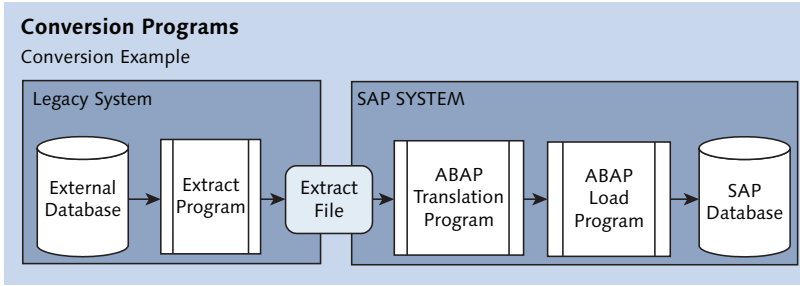 Conversion Programs
Conversion Example
Legacy System
SAP SYSTEM
External
Database
Extract
Program
Extract
File
ABAP
Translation
Program
ABAP
Load
Program
SAP
Database